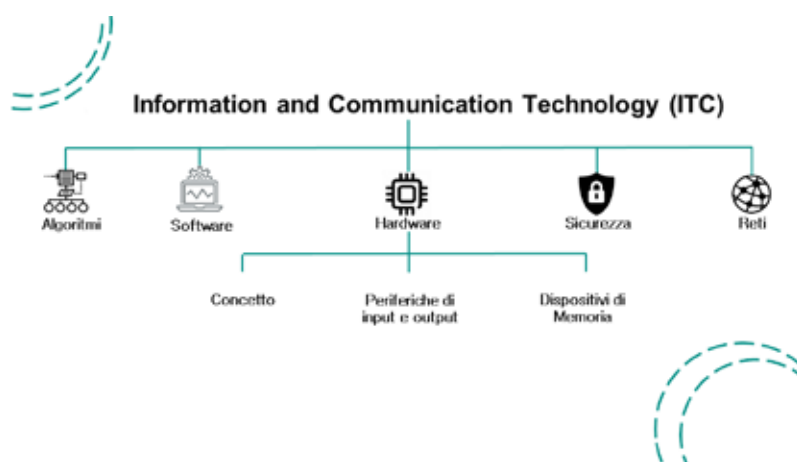 Information and Communication Technology (ITC)
Algoritmi
Software
Hardware
Sicurezza
Reti
Concetto
Periferiche di
input e output
Dispositivi di
Memoria